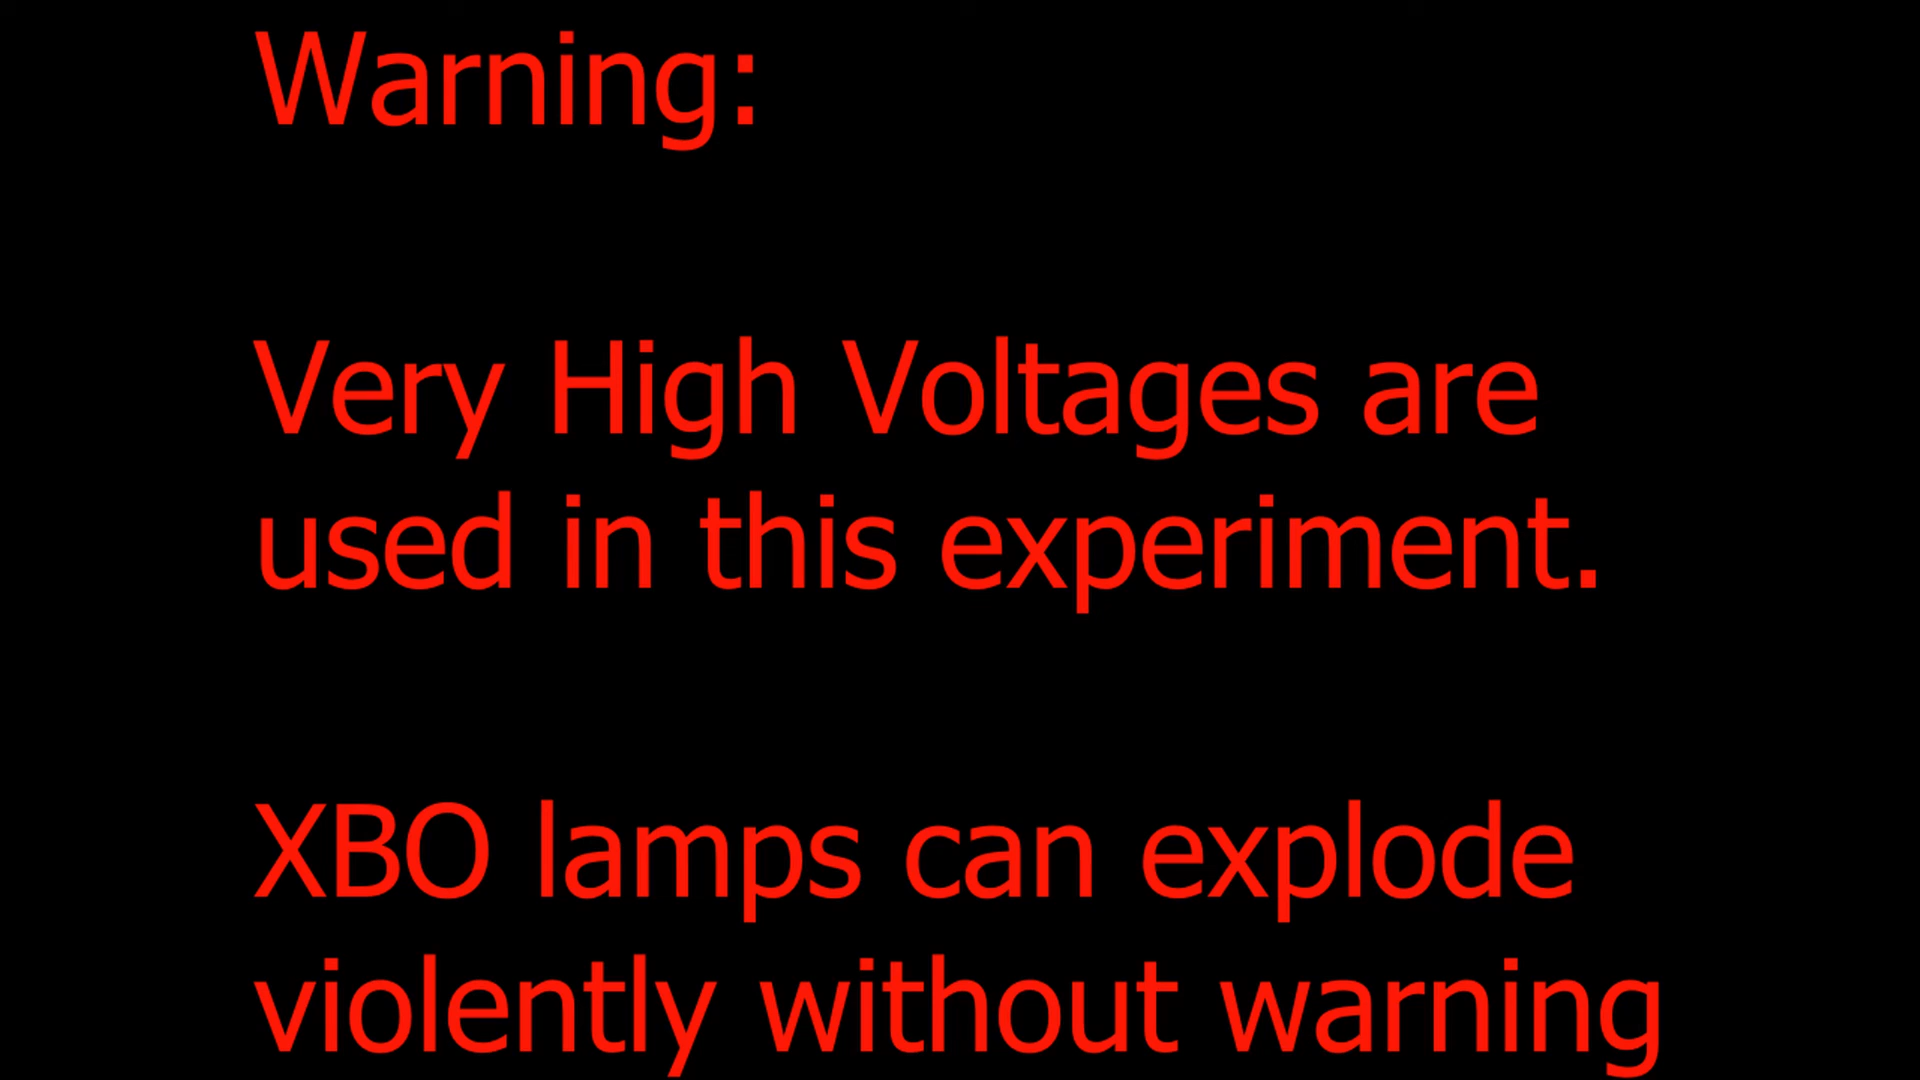 Warning:
Very High Voltages are
used in this experiment.
XBO lamps can explode
violently without warning